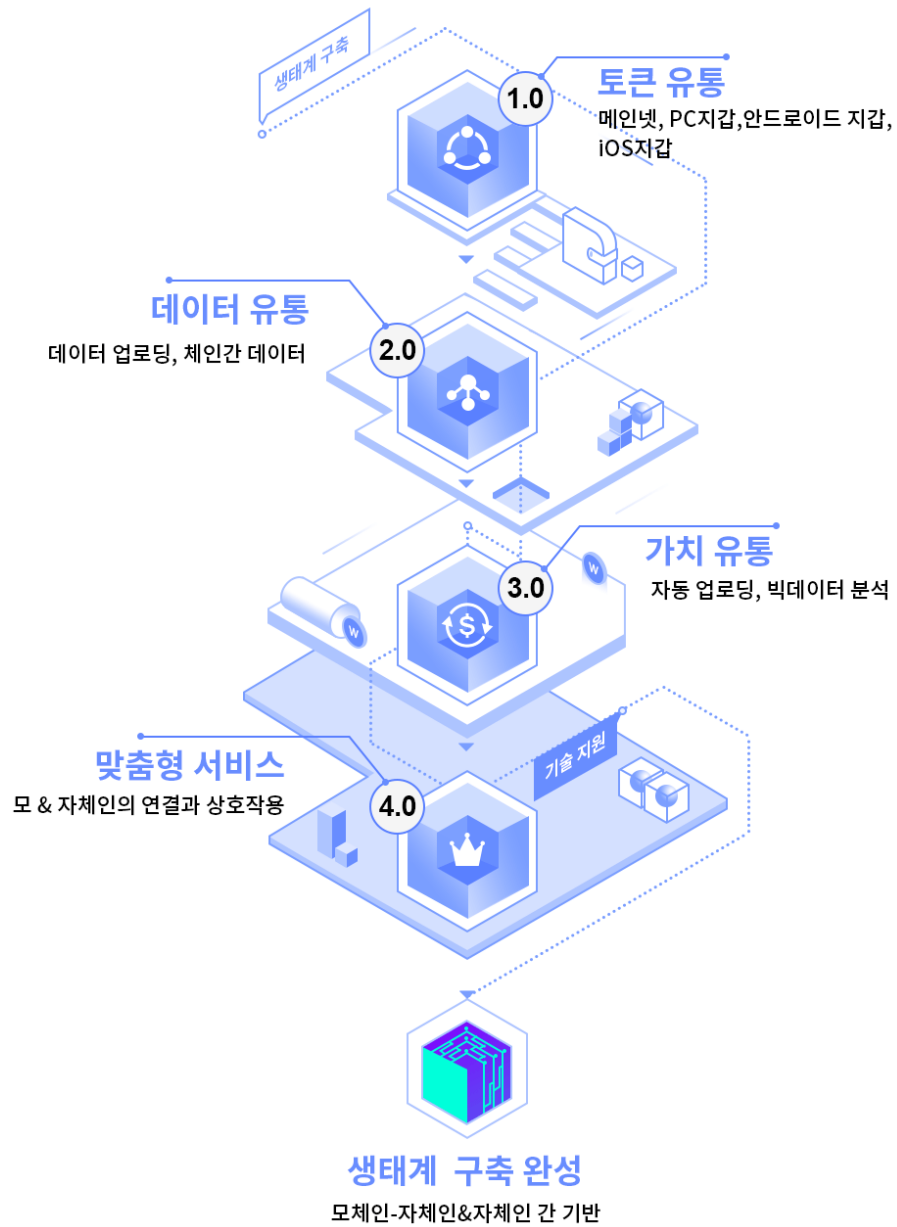 생태계 구축
1.0
토큰 유통
메인넷, PC지갑,안드로이드 지갑,
iOS지갑
데이터 유통
2.0
데이터 업로딩, 체인간 데이터
가치 유통
3.0
자동 업로딩, 빅데이터 분석
W
W
$
기술 지원
맞춤형 서비스
4.0
모 & 자체인의 연결과 상호작용
생태계 구축 완성
모체인-자체인&자체인 간 기반